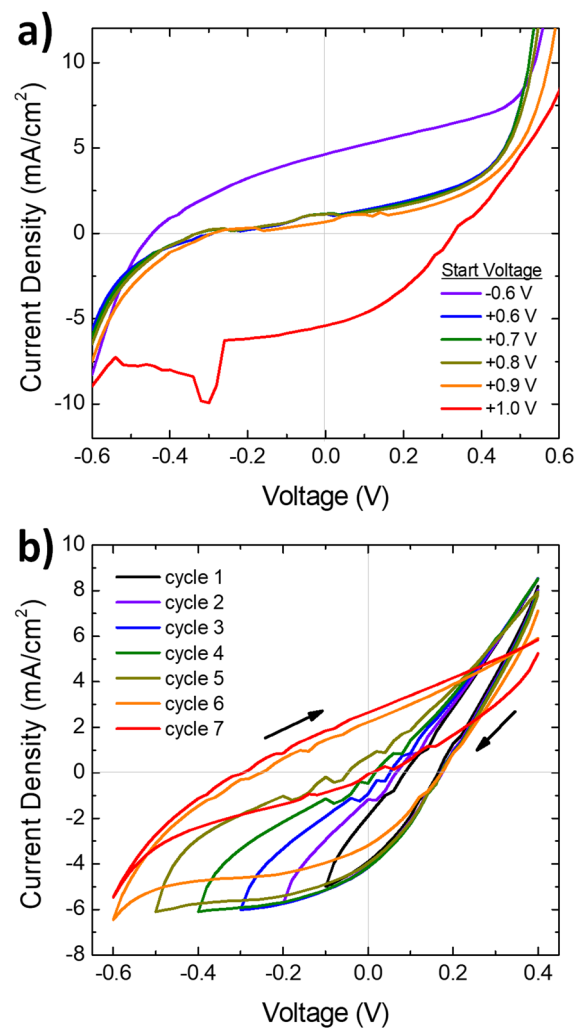 a)
Current Density (mA/cm²)
10
5
0
-5
-10
-0.6 -0.4 -0.2 0.0 0.2 0.4 0.6
Voltage (V)
Start Voltage
-0.6 V
+0.6 V
+0.7 V
+0.8 V
+0.9 V
+1.0 V
b)
Current Density (mA/cm²)
10
8
6
4
2
0
-2
-4
-6
-8
-0.6 -0.4 -0.2 0.0 0.2 0.4
Voltage (V)
cycle 1
cycle 2
cycle 3
cycle 4
cycle 5
cycle 6
cycle 7